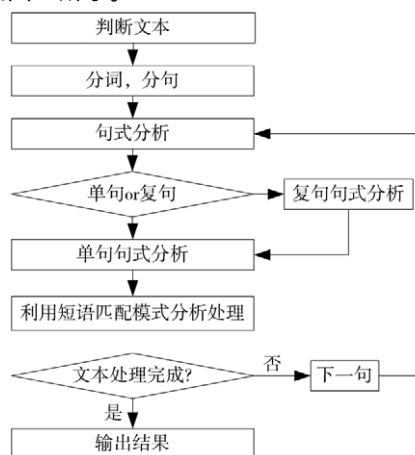 判断文本
分词，分句
句式分析
单句or复句
复句句式分析
单句句式分析
利用短语匹配模式分析处理
文本处理完成?
否
下一句
是
输出结果